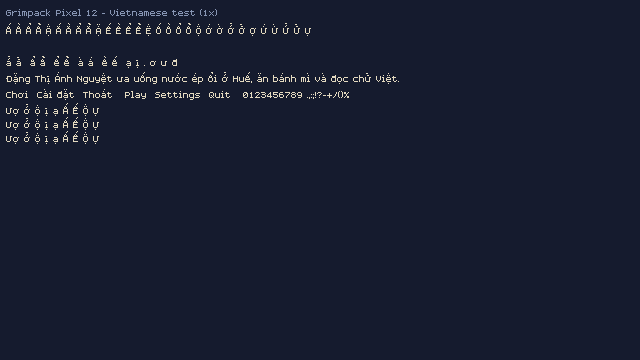 Grimpack Pixel 12 - Vietnamese test (1x)
Ấ Ầ Ẩ Ẫ Ậ Ắ Ằ Ẳ Ẵ Ặ Ế Ề Ể Ễ Ệ Ố Ồ Ổ Ỗ Ộ Ớ Ờ Ở Ỡ Ợ Ứ Ừ Ử Ữ Ự
à á ạ ị . ơ ư đ
Đặng Thị Ánh Nguyệt ưa uống nước ép ổi ở Huế, ăn bánh mì và đọc chữ Việt.
Chơi Cài đặt Thoát Play Settings Quit 0123456789 .,:;!?-+/()%
Ượ ở ộ ị ạ Ấ Ế Ộ Ự
Ượ ở ộ ị ạ Ấ Ế Ộ Ự
Ượ ở ộ ị ạ Ấ Ế Ộ Ự